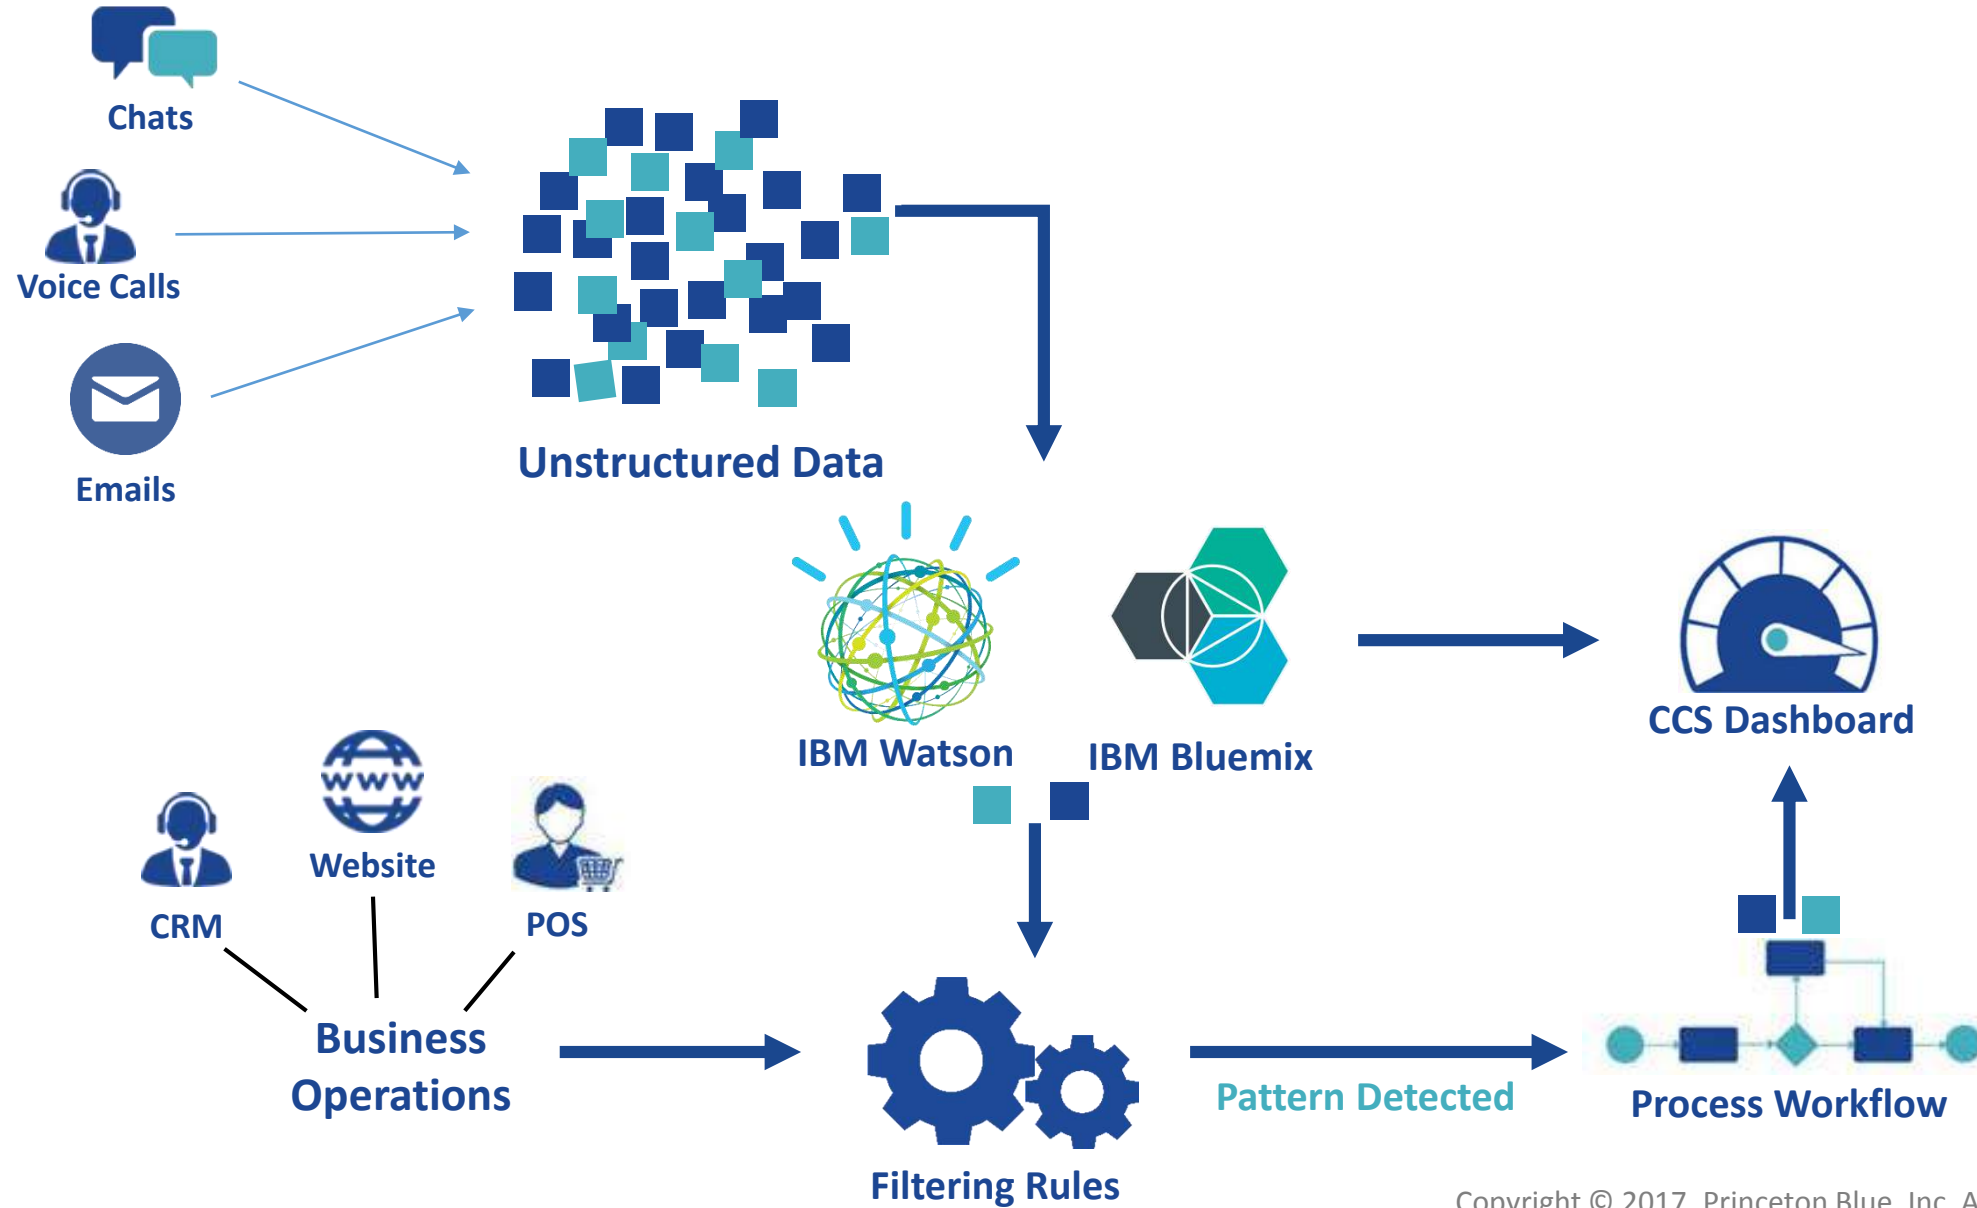 Chats
Voice Calls
Emails
Unstructured Data
IBM Watson
IBM Bluemix
CCS Dashboard
www
Website
CRM
POS
Business
Operations
Pattern Detected
Process Workflow
Filtering Rules
Copyright © 2017, Princeton Blue, Inc. A